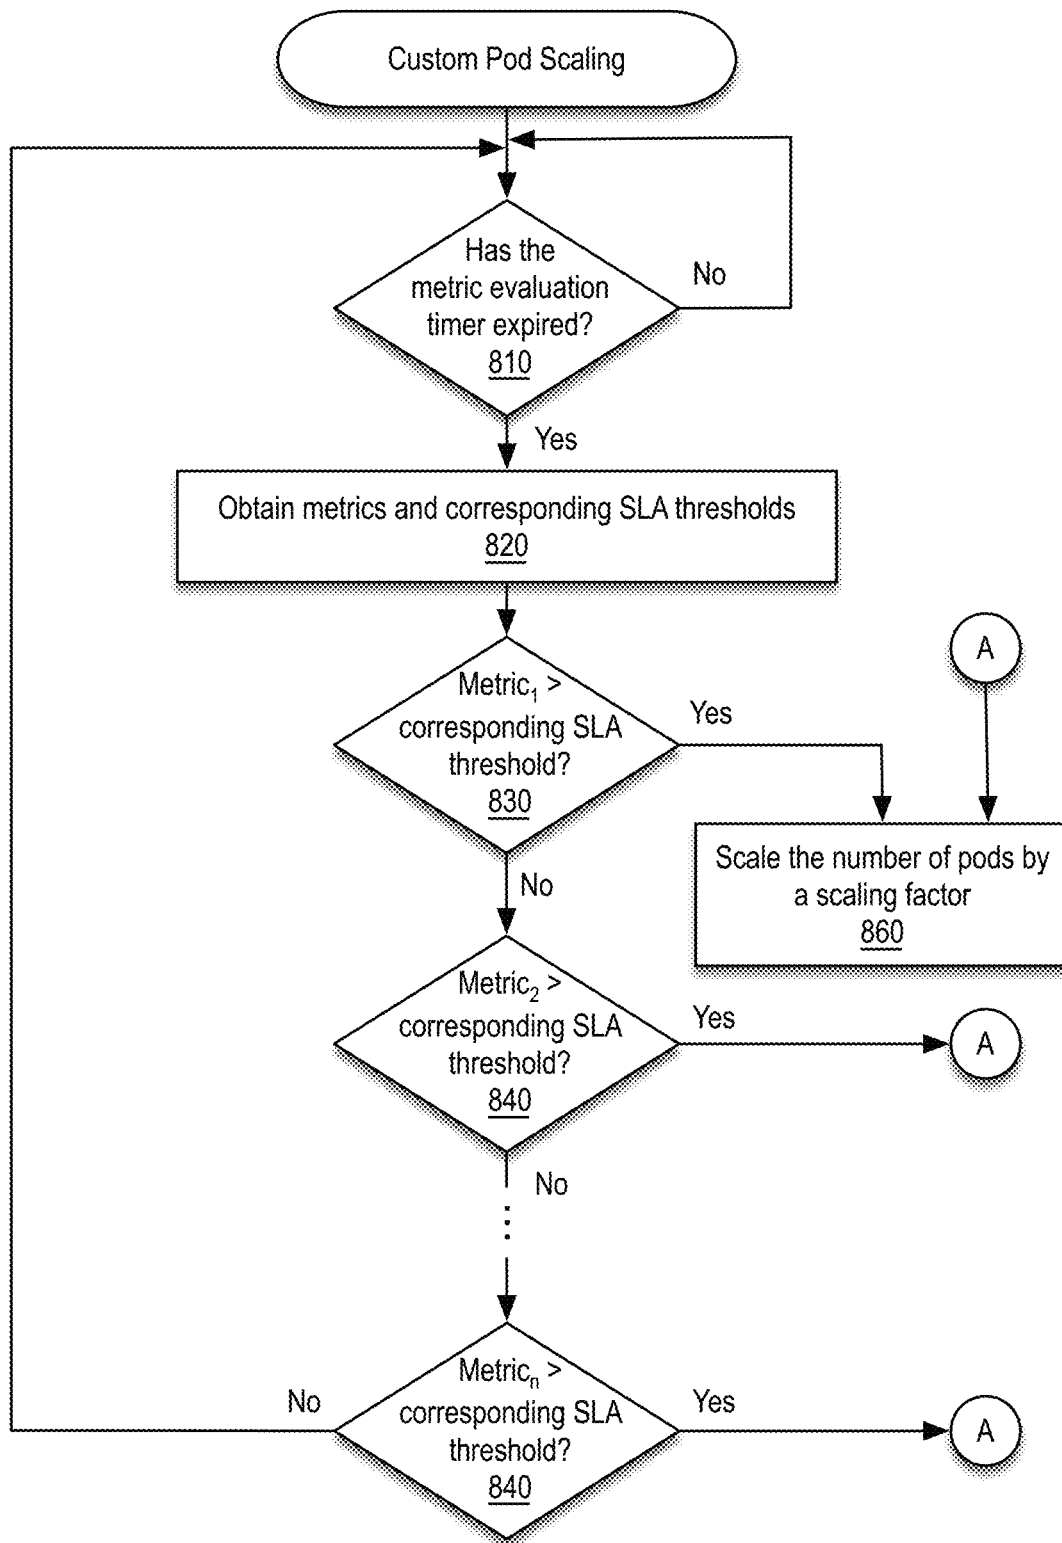 Custom Pod Scaling
Has the
metric evaluation
timer expired?
810
No
Yes
Obtain metrics and corresponding SLA thresholds
820
A
Metric₁ >
corresponding SLA
threshold?
830
Yes
No
Scale the number of pods by
a scaling factor
860
Metric₂ >
corresponding SLA
threshold?
840
Yes
A
No
⋮
Metricₙ >
corresponding SLA
threshold?
840
No
Yes
A